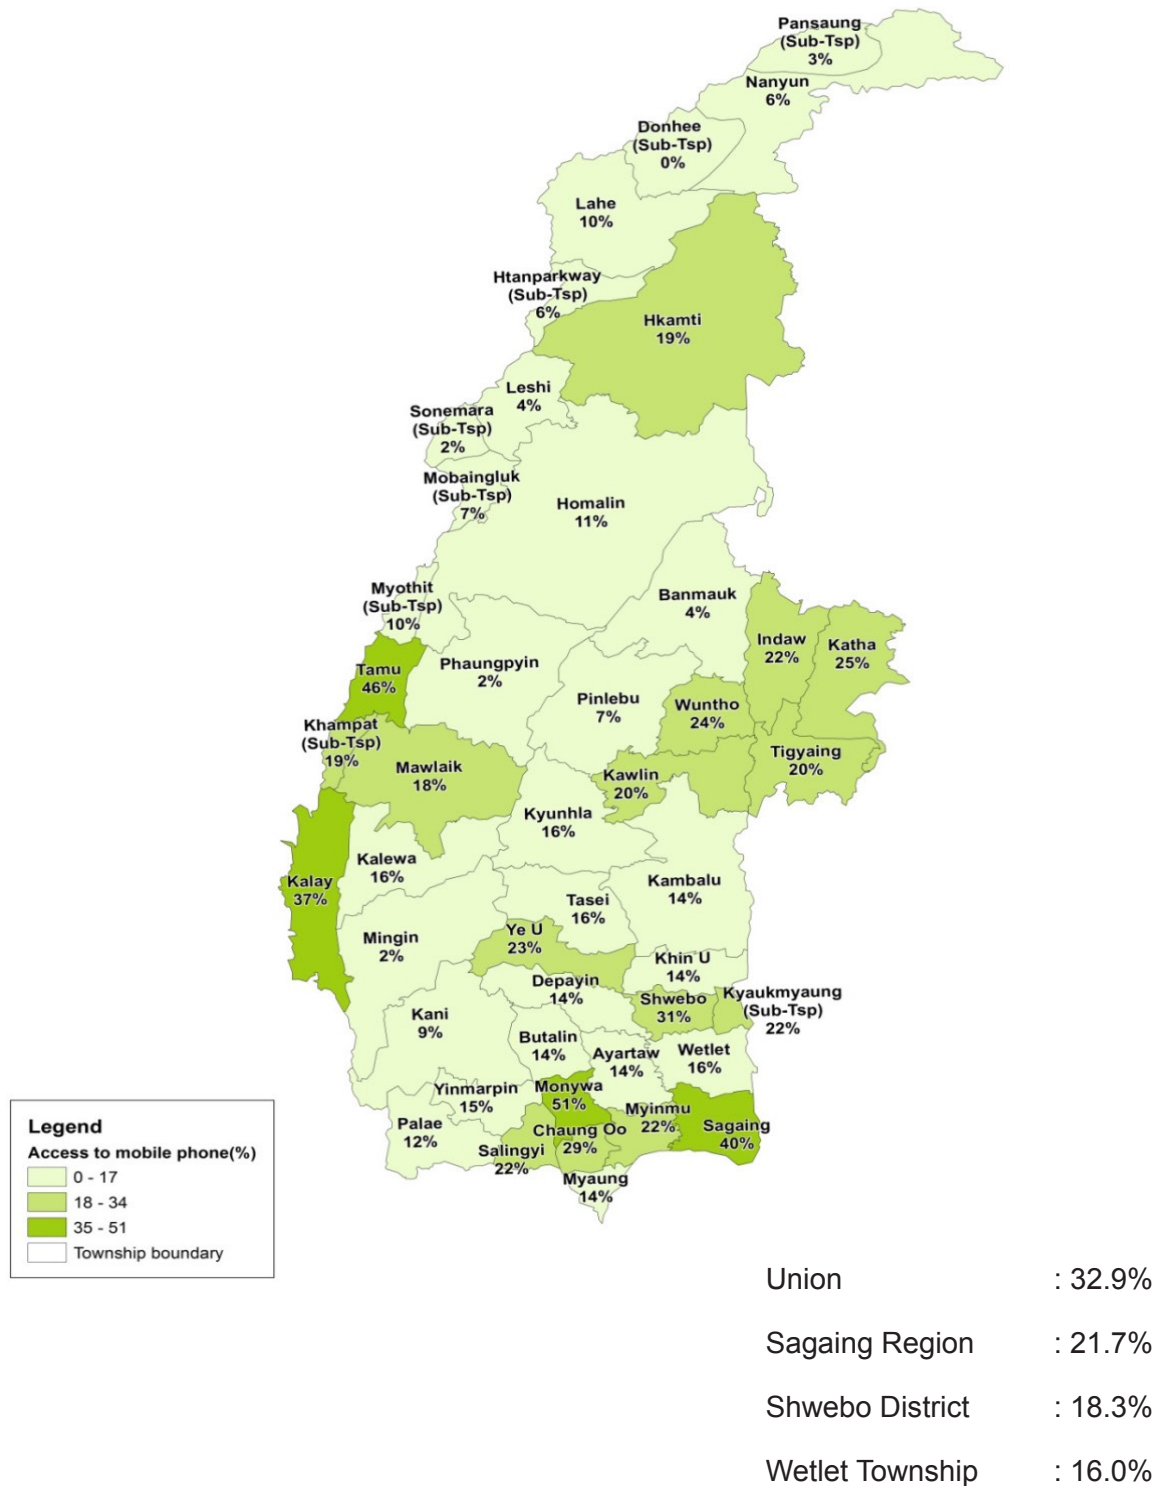 Pansaung
(Sub-Tsp)
3%
Nanyun
6%
Donhee
(Sub-Tsp)
0%
Lahe
10%
Htanparkway
(Sub-Tsp)
6%
Hkamti
19%
Leshi
4%
Sonemara
(Sub-Tsp)
2%
Mobaingluk
(Sub-Tsp)
7%
Homalin
11%
Myothit
(Sub-Tsp)
10%
Banmauk
4%
Indaw
22%
Katha
25%
Tamu
46%
Phaungpyin
2%
Pinlebu
7%
Wuntho
24%
Khampat
(Sub-Tsp)
19%
Mawlaik
18%
Kawlin
20%
Tigyaing
20%
Kyunhla
16%
Kalewa
16%
Kalay
37%
Kambalu
14%
Tasei
16%
Mingin
2%
Ye U
23%
Khin U
14%
Depayin
14%
Shwebo
31%
Kyaukmyaung
(Sub-Tsp)
22%
Kani
9%
Butalin
14%
Ayartaw
14%
Wetlet
16%
Yinmarpin
15%
Monywa
51%
Myinmu
22%
Sagaing
40%
Palae
12%
Chaung Oo
29%
Salingyi
22%
Myaung
14%
Legend
Access to mobile phone(%)
0 - 17
18 - 34
35 - 51
Township boundary
Union : 32.9%
Sagaing Region : 21.7%
Shwebo District : 18.3%
Wetlet Township : 16.0%